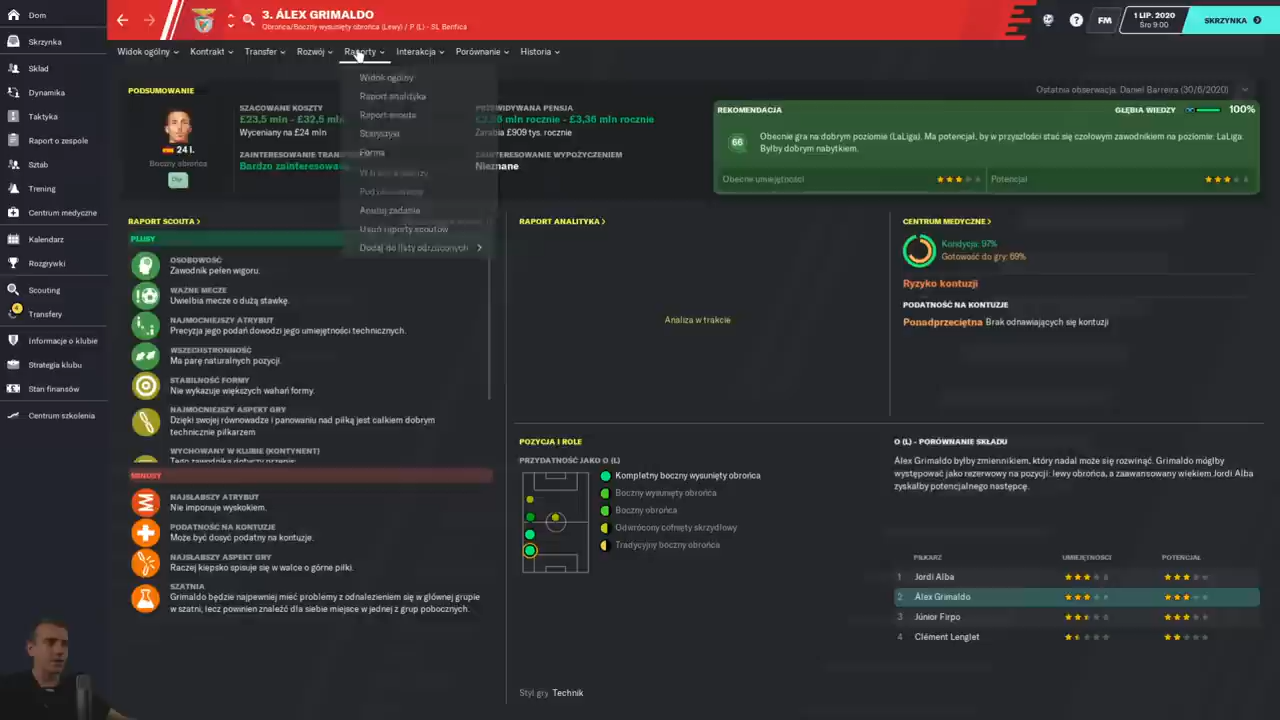 Dom
Skrzynka
Skład
Dynamika
Taktyka
Raport o zespole
Sztab
Trening
Centrum medyczne
Kalendarz
Rozgrywki
Scouting
4
Transfery
Informacje o klubie
Strategia klubu
Stan finansów
Centrum szkolenia
3. ÁLEX GRIMALDO
Obrońca/Boczny wysunięty obrońca (Lewy) / P (L) - SL Benfica
FM
1 LIP. 2020
Śro 9:00
SKRZYNKA
Widok ogólny
Kontrakt
Transfer
Rozwój
Raporty
Interakcja
Porównanie
Historia
Widok ogólny
Raport analityka
Raport scouta
Statystyka
Forma
Analiuj zadanie
Usuń raporty scoutów
Dodaj do listy odrzuconych
PODSUMOWANIE
Ostatnia obserwacja: Daniel Barreira (30/6/2020)
24 l.
Boczny obrońca
SZACOWANE KOSZTY
£23,5 mln - £32,5
Wyceniany na £24 mln
ZAINTERESOWANIE
Bardzo zainteresowa
PENSJA
mln rocznie - £3,36 mln rocznie
Zarabia £909 tys. rocznie
ZAINTERESOWANIE WYPOŻYCZENIEM
Nieznane
REKOMENDACJA
GŁĘBIA WIEDZY
100%
66
Obecnie gra na dobrym poziomie (LaLiga). Ma potencjał, by w przyszłości stać się czołowym zawodnikiem na poziomie: LaLiga.
Byłby dobrym nabytkiem.
Obecne umiejętności
Potencjał
RAPORT SCOUTA
PLUSY
OSOBOWOŚĆ
Zawodnik pełen wigoru.
WAŻNE MECZE
Uwielbia mecze o dużą stawkę.
NAJMOCNIEJSZY ATRYBUT
Precyzja jego podań dowodzi jego umiejętności technicznych.
WSZECHSTRONNOŚĆ
Ma parę naturalnych pozycji.
STABILNOŚĆ FORMY
Nie wykazuje większych wahań formy.
NAJMOCNIEJSZY ASPEKT GRY
Dzięki swojej równowadze i panowaniu nad piłką jest całkiem dobrym
technicznie piłkarzem
WYCHOWANY W KLUBIE (KONTYNENT)
MINUSY
NAJSŁABSZY ATRYBUT
Nie imponuje wyskokiem.
PODATNOŚĆ NA KONTUZJE
Może być dosyć podatny na kontuzje.
NAJSŁABSZY ASPEKT GRY
Raczej kiepsko spisuje się w walce o górne piłki.
SZATNIA
Grimaldo będzie najpewniej mieć problemy z odnalezieniem się w głównej grupie
w szatni, lecz powinien znaleźć dla siebie miejsce w jednej z grup pobocznych.
RAPORT ANALITYKA
Analiza w trakcie
CENTRUM MEDYCZNE
Kondycja: 97%
Gotowość do gry: 69%
Ryzyko kontuzji
PODATNOŚĆ NA KONTUZJE
Ponadprzeciętna Brak odnawiających się kontuzji
POZYCJA I ROLE
PRZYDATNOŚĆ JAKO O (L)
Kompletny boczny wysunięty obrońca
Boczny wysunięty obrońca
Boczny obrońca
Odwrócony cofnięty skrzydłowy
Tradycyjny boczny obrońca
Styl gry Technik
O (L) - PORÓWNANIE SKŁADU
Álex Grimaldo byłby zmiennikiem, który nadal może się rozwinąć. Grimaldo mógłby
występować jako rezerwowy na pozycji: lewy obrońca, a zaawansowany wiekiem Jordi Alba
zyskałby potencjalnego następcę.
PIŁKARZ
UMIEJĘTNOŚCI
POTENCJAŁ
1 Jordi Alba
2 Álex Grimaldo
3 Júnior Firpo
4 Clément Lenglet